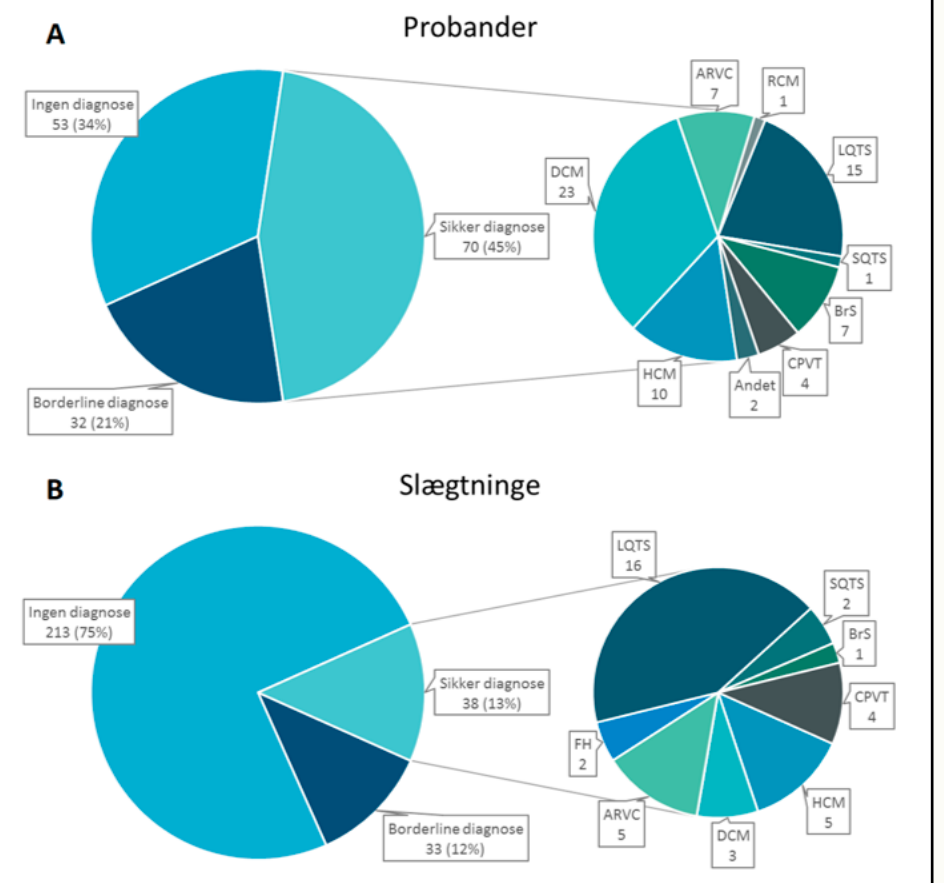 A
Probander
Ingen diagnose
53 (34%)
Sikker diagnose
70 (45%)
Borderline diagnose
32 (21%)
ARVC
7
RCM
1
LQTS
15
SQTS
1
BrS
7
CPVT
4
Andet
2
HCM
10
DCM
23
B
Slægtninge
Ingen diagnose
213 (75%)
Sikker diagnose
38 (13%)
Borderline diagnose
33 (12%)
LQTS
16
SQTS
2
BrS
1
CPVT
4
HCM
5
DCM
3
ARVC
5
FH
2